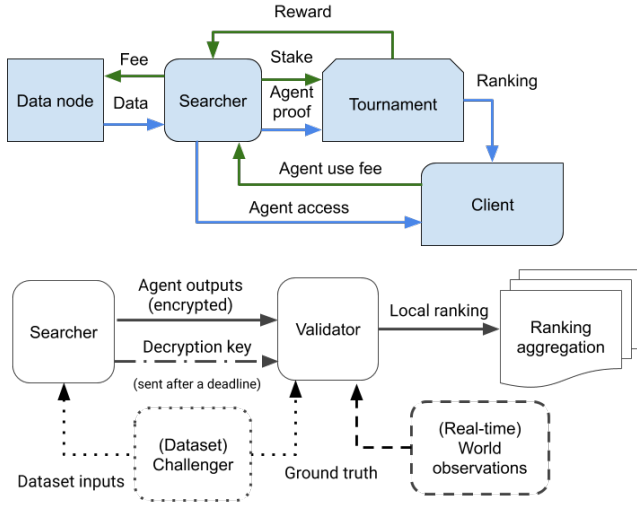 Reward
Fee
Stake
Data node
Data
Searcher
Agent
proof
Tournament
Ranking
Agent use fee
Agent access
Client
Searcher
Agent outputs
(encrypted)
Decryption key
(sent after a deadline)
Validator
Local ranking
Ranking
aggregation
(Dataset)
Challenger
Dataset inputs
Ground truth
(Real-time)
World
observations